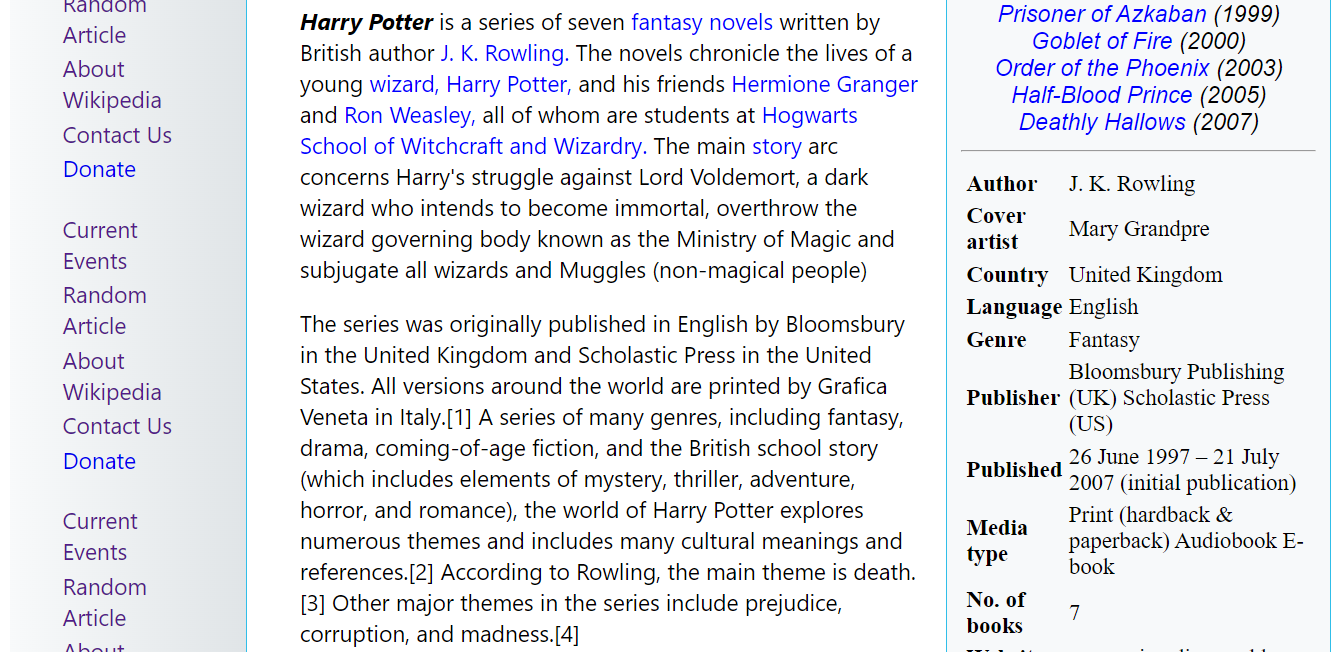 Random
Article
About
Wikipedia
Contact Us
Donate
Current
Events
Random
Article
About
Wikipedia
Contact Us
Donate
Current
Events
Random
Article
About
Harry Potter is a series of seven fantasy novels written by
British author J. K. Rowling. The novels chronicle the lives of a
young wizard, Harry Potter, and his friends Hermione Granger
and Ron Weasley, all of whom are students at Hogwarts
School of Witchcraft and Wizardry. The main story arc
concerns Harry's struggle against Lord Voldemort, a dark
wizard who intends to become immortal, overthrow the
wizard governing body known as the Ministry of Magic and
subjugate all wizards and Muggles (non-magical people)
The series was originally published in English by Bloomsbury
in the United Kingdom and Scholastic Press in the United
States. All versions around the world are printed by Grafica
Veneta in Italy.[1] A series of many genres, including fantasy,
drama, coming-of-age fiction, and the British school story
(which includes elements of mystery, thriller, adventure,
horror, and romance), the world of Harry Potter explores
numerous themes and includes many cultural meanings and
references.[2] According to Rowling, the main theme is death.
[3] Other major themes in the series include prejudice,
corruption, and madness.[4]
Prisoner of Azkaban (1999)
Goblet of Fire (2000)
Order of the Phoenix (2003)
Half-Blood Prince (2005)
Deathly Hallows (2007)
Author J. K. Rowling
Cover
artist Mary Grandpre
Country United Kingdom
Language English
Genre Fantasy
Publisher Bloomsbury Publishing
(UK) Scholastic Press
(US)
Published 26 June 1997 – 21 July
2007 (initial publication)
Media
type Print (hardback &
paperback) Audiobook E-
book
No. of
books 7